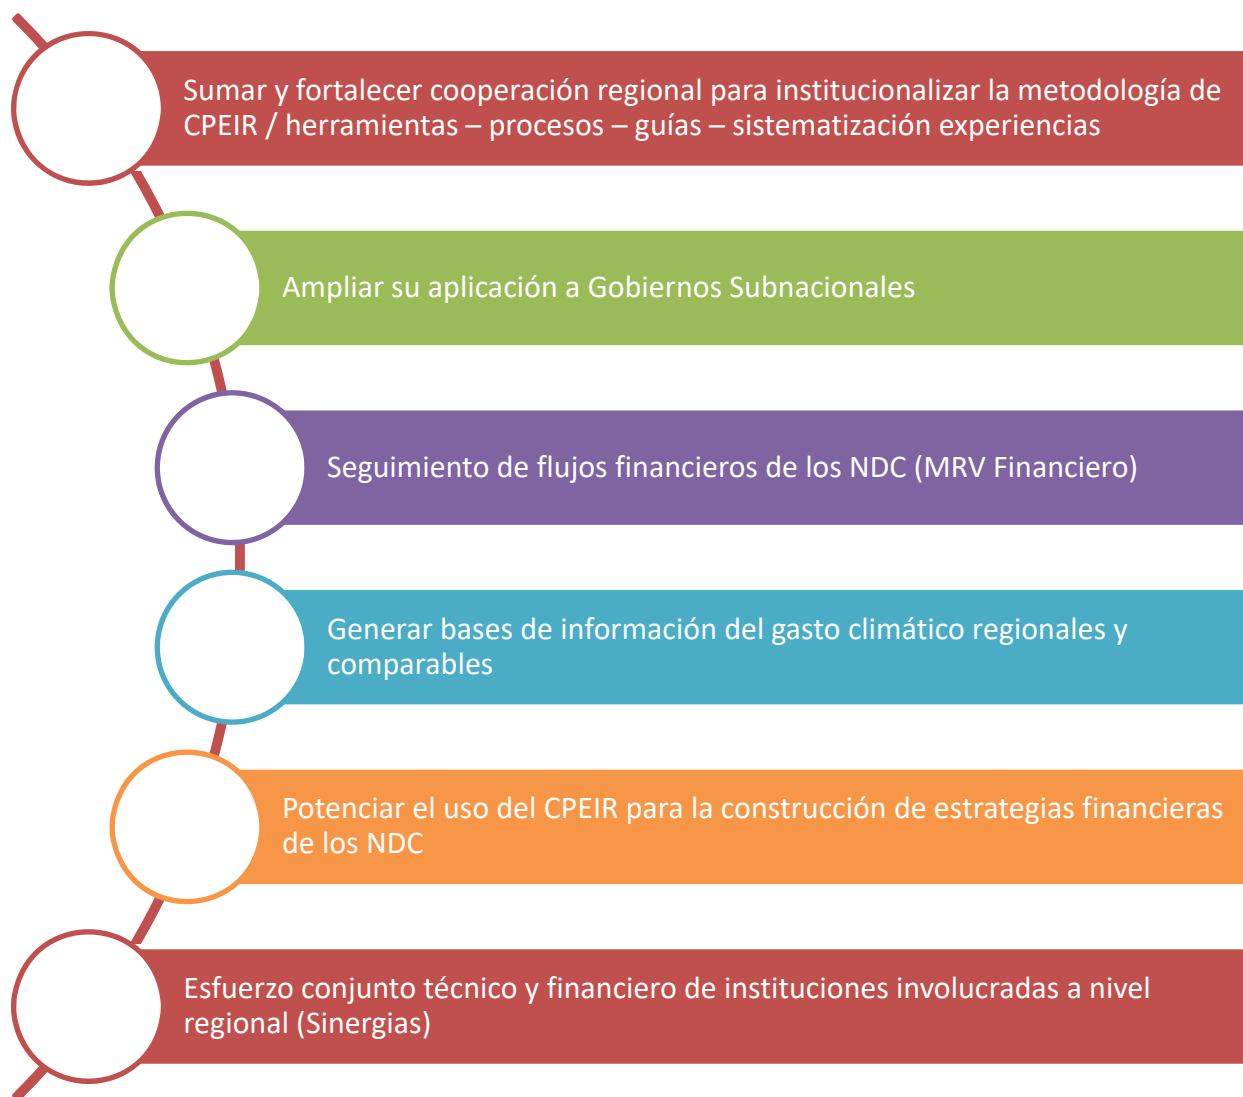 Sumar y fortalecer cooperación regional para institucionalizar la metodología de
CPEIR / herramientas – procesos – guías – sistematización experiencias
Ampliar su aplicación a Gobiernos Subnacionales
Seguimiento de flujos financieros de los NDC (MRV Financiero)
Generar bases de información del gasto climático regionales y
comparables
Potenciar el uso del CPEIR para la construcción de estrategias financieras
de los NDC
Esfuerzo conjunto técnico y financiero de instituciones involucradas a nivel
regional (Sinergias)